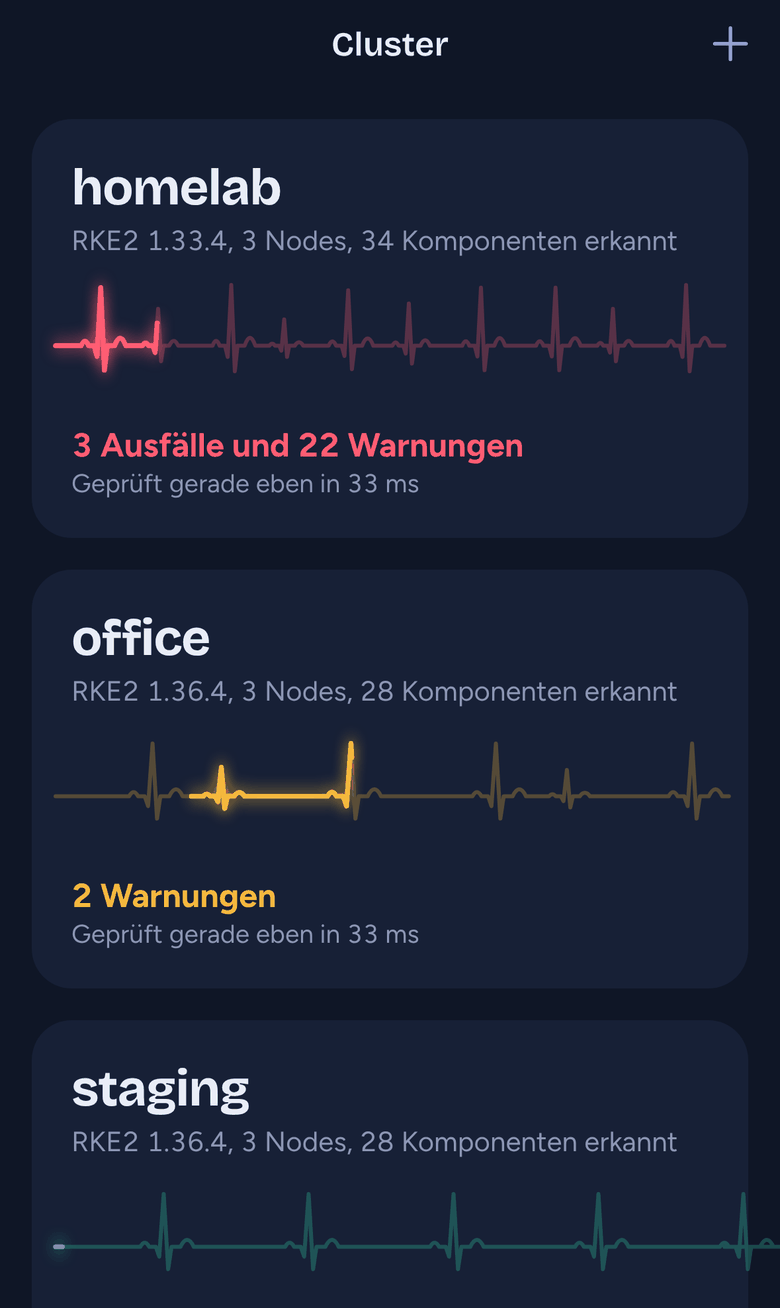 Cluster
homelab
RKE2 1.33.4, 3 Nodes, 34 Komponenten erkannt
3 Ausfälle und 22 Warnungen
Geprüft gerade eben in 33 ms
office
RKE2 1.36.4, 3 Nodes, 28 Komponenten erkannt
2 Warnungen
Geprüft gerade eben in 33 ms
staging
RKE2 1.36.4, 3 Nodes, 28 Komponenten erkannt